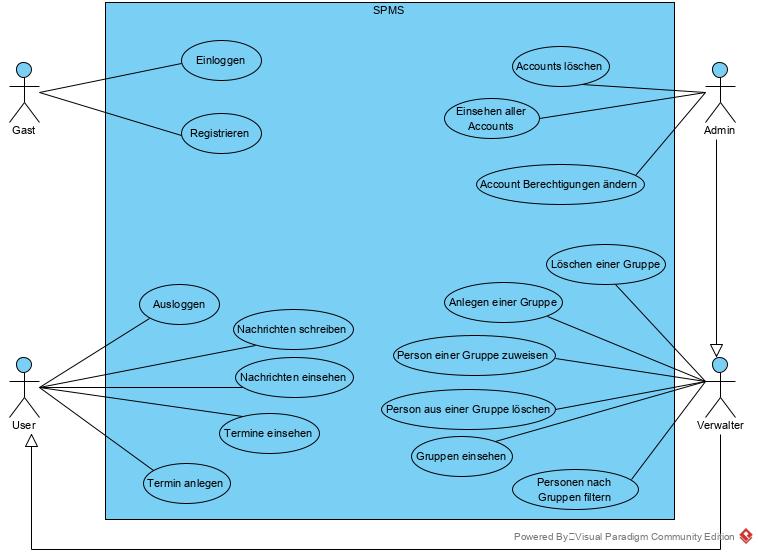 SPMS
Einloggen
Registrieren
Gast
Accounts löschen
Einsehen aller
Accounts
Account Berechtigungen ändern
Admin
Ausloggen
Nachrichten schreiben
Nachrichten einsehen
Termine einsehen
Termin anlegen
User
Löschen einer Gruppe
Anlegen einer Gruppe
Person einer Gruppe zuweisen
Person aus einer Gruppe löschen
Gruppen einsehen
Personen nach
Gruppen filtern
Verwalter
Powered By Visual Paradigm Community Edition